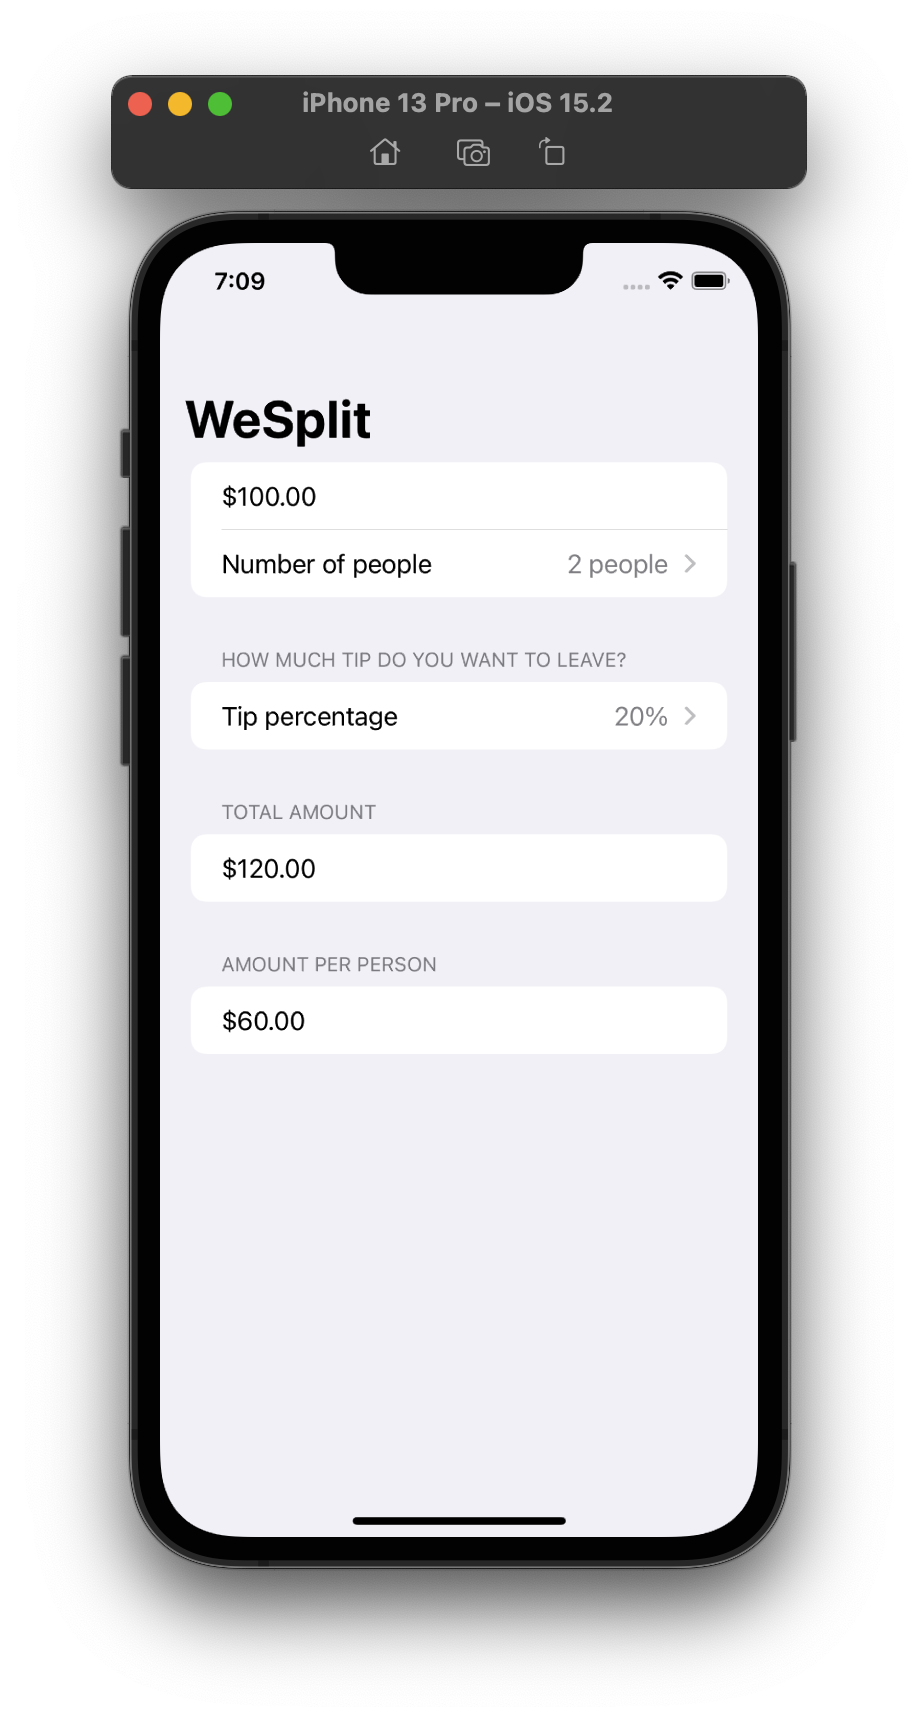 iPhone 13 Pro – iOS 15.2
7:09
WeSplit
$100.00
Number of people 2 people
HOW MUCH TIP DO YOU WANT TO LEAVE?
Tip percentage 20%
TOTAL AMOUNT
$120.00
AMOUNT PER PERSON
$60.00